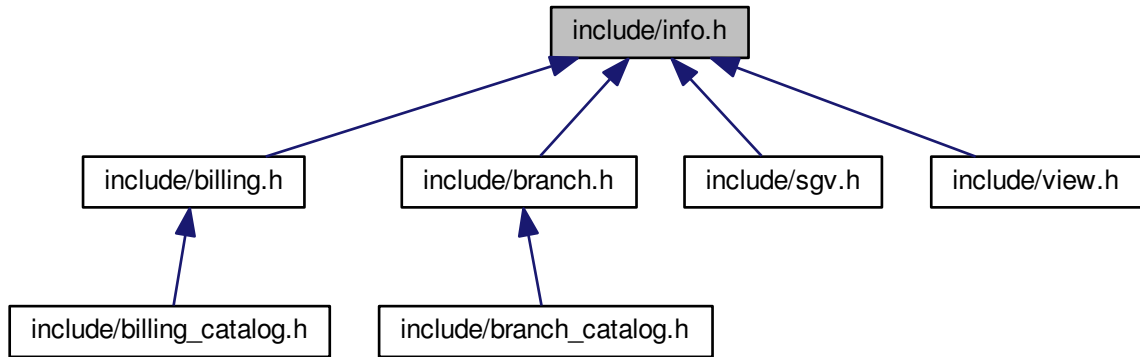 include/info.h
include/billing.h
include/branch.h
include/sgv.h
include/view.h
include/billing_catalog.h
include/branch_catalog.h